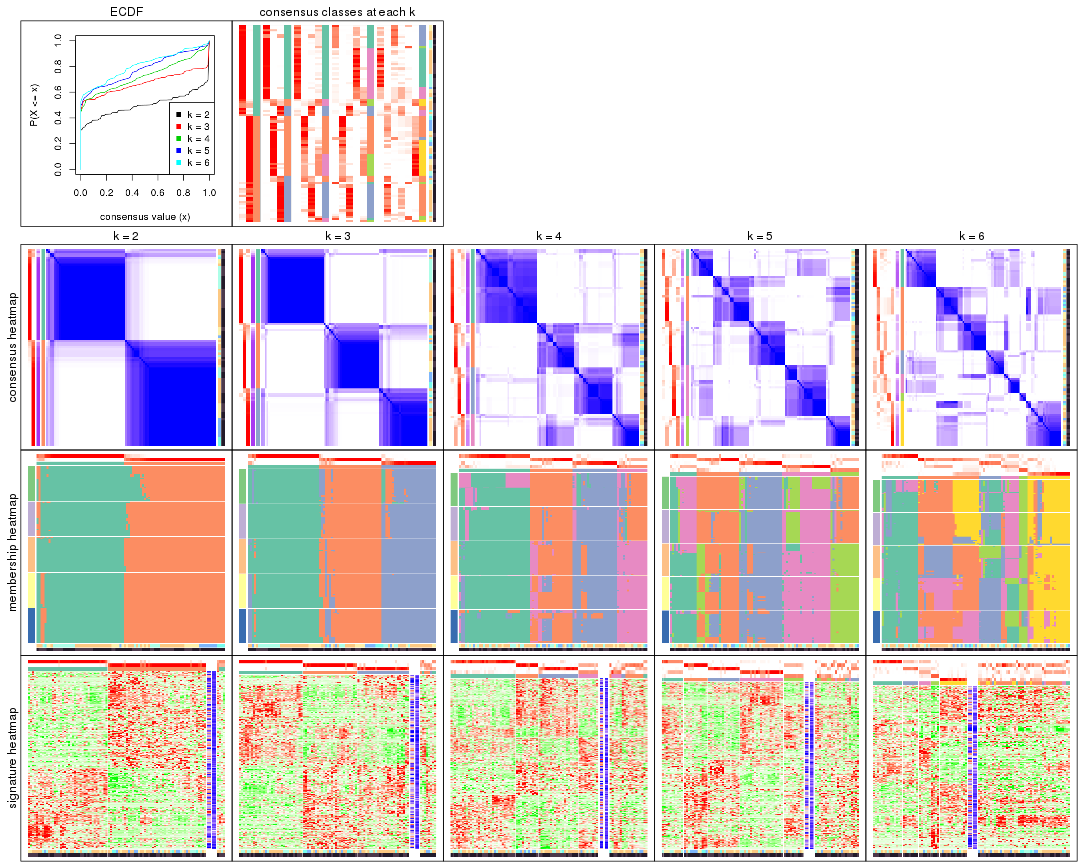 ECDF
consensus classes at each k
P(X <= x)
0.0 0.2 0.4 0.6 0.8 1.0
k = 2
k = 3
k = 4
k = 5
k = 6
0.0 0.2 0.4 0.6 0.8 1.0
consensus value (x)
k = 2
k = 3
k = 4
k = 5
k = 6
consensus heatmap
membership heatmap
signature heatmap